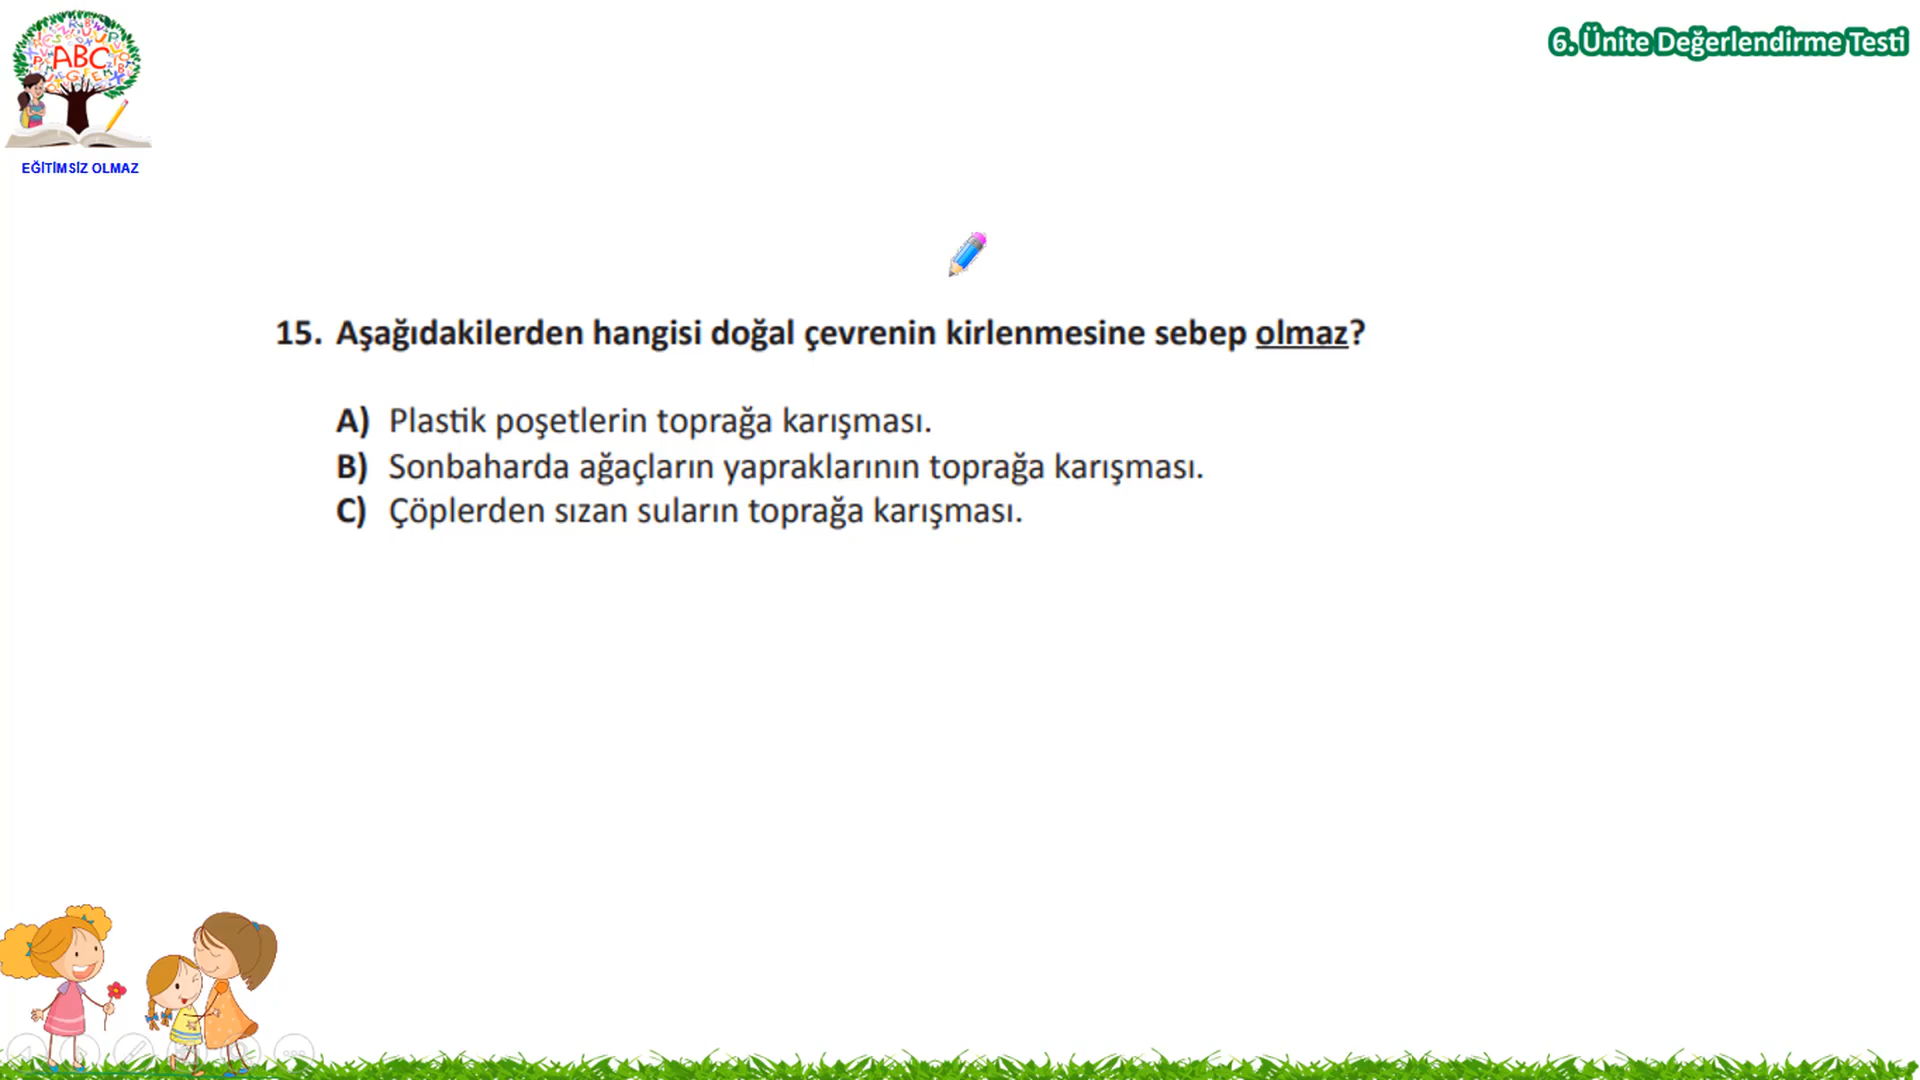 6. Ünite Değerlendirme Testi
ABC
EĞİTİMSİZ OLMAZ
15. Aşağıdakilerden hangisi doğal çevrenin kirlenmesine sebep olmaz?
A) Plastik poşetlerin toprağa karışması.
B) Sonbaharda ağaçların yapraklarının toprağa karışması.
C) Çöplerden sızan suların toprağa karışması.